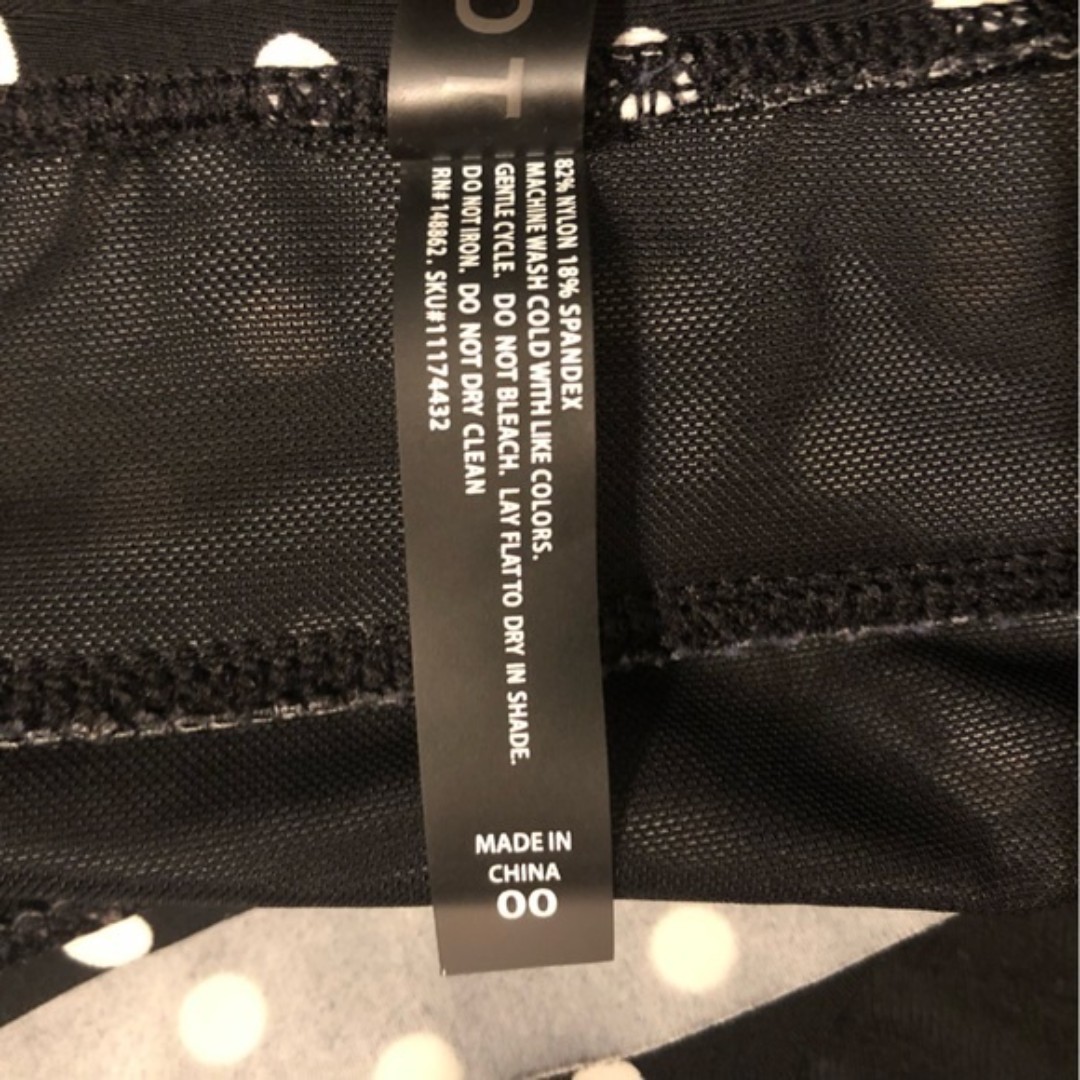 OT
82% NYLON 18% SPANDEX
MACHINE WASH COLD WITH LIKE COLORS.
GENTLE CYCLE. DO NOT BLEACH. LAY FLAT TO DRY IN SHADE.
DO NOT IRON. DO NOT DRY CLEAN
RN# 148862 . SKU#11174432
MADE IN
CHINA
00